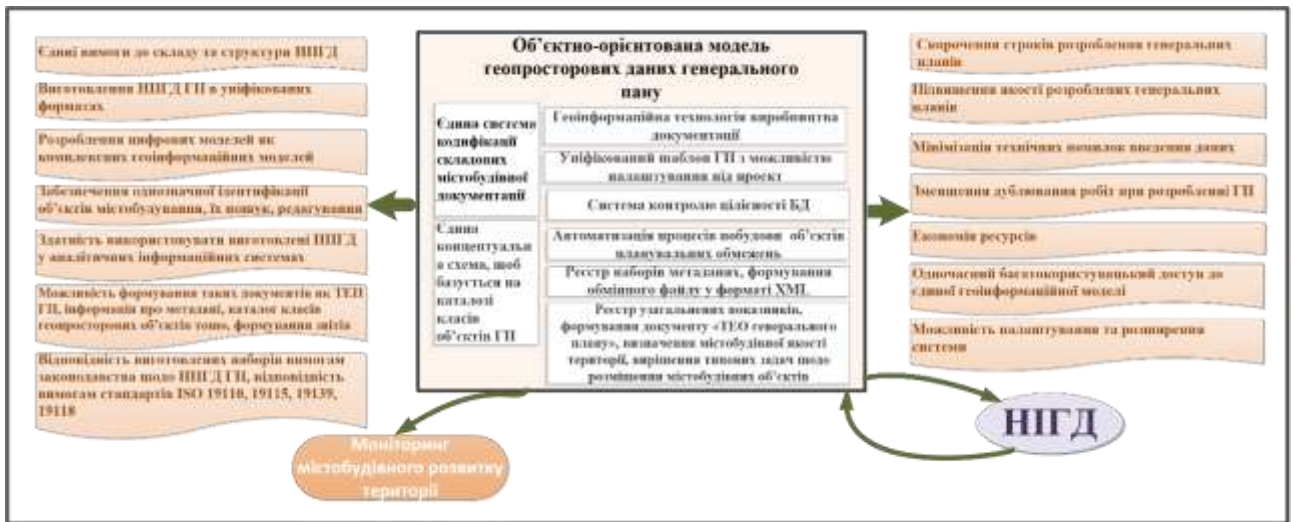 Єдині вимоги до складу та структури НПГД
Виготовлення НПГД ГП в уніфікованих
форматах
Розроблення цифрових моделей як
комплексних геоінформаційних моделей
Забезпечення однозначної ідентифікації
об'єктів містобудування, їх пошук, редагування
Здатність використовувати виготовлені НПГД
у аналітичних інформаційних системах
Можливість формування таких документів як ТЕП
ГП, інформація про метадані, каталог класів
геопросторових об'єктів тощо, формування звітів
Відповідність виготовлених наборів вимогам
законодавства щодо НПГД ГП, відповідність
вимогам стандартів ISO 19110, 19115, 19139,
19118
Об'єктно-орієнтована модель
геопросторових даних генерального
пану
Єдина система
кодифікації
складових
містобудівної
документації
Єдина
концептуальн
а схема, щоб
базується на
каталозі
класів
об'єктів ГП
Геоінформаційна технологія виробництва
документації
Уніфікований шаблон ГП з можливістю
налаштування від проект
Система контролю цілісності БД
Автоматизація процесів побудови об'єктів
планувальних обмежень
Реєстр наборів метаданих, формування
обмінного файлу у форматі XML
Реєстр узагальнених показників,
формування документу «ТЕО генерального
плану», визначення містобудівної якості
території, вирішення типових задач щодо
розміщення містобудівних об'єктів
Скорочення строків розроблення генеральних
планів
Підвищення якості розроблених генеральних
планів
Мінімізація технічних помилок введення даних
Зменшення дублювання робіт при розробленні ГП
Економія ресурсів
Одночасний багатокористувацький доступ до
єдиної геоінформаційної моделі
Можливість налаштування та розширення
системи
Моніторинг
містобудівного розвитку
території
НІГД